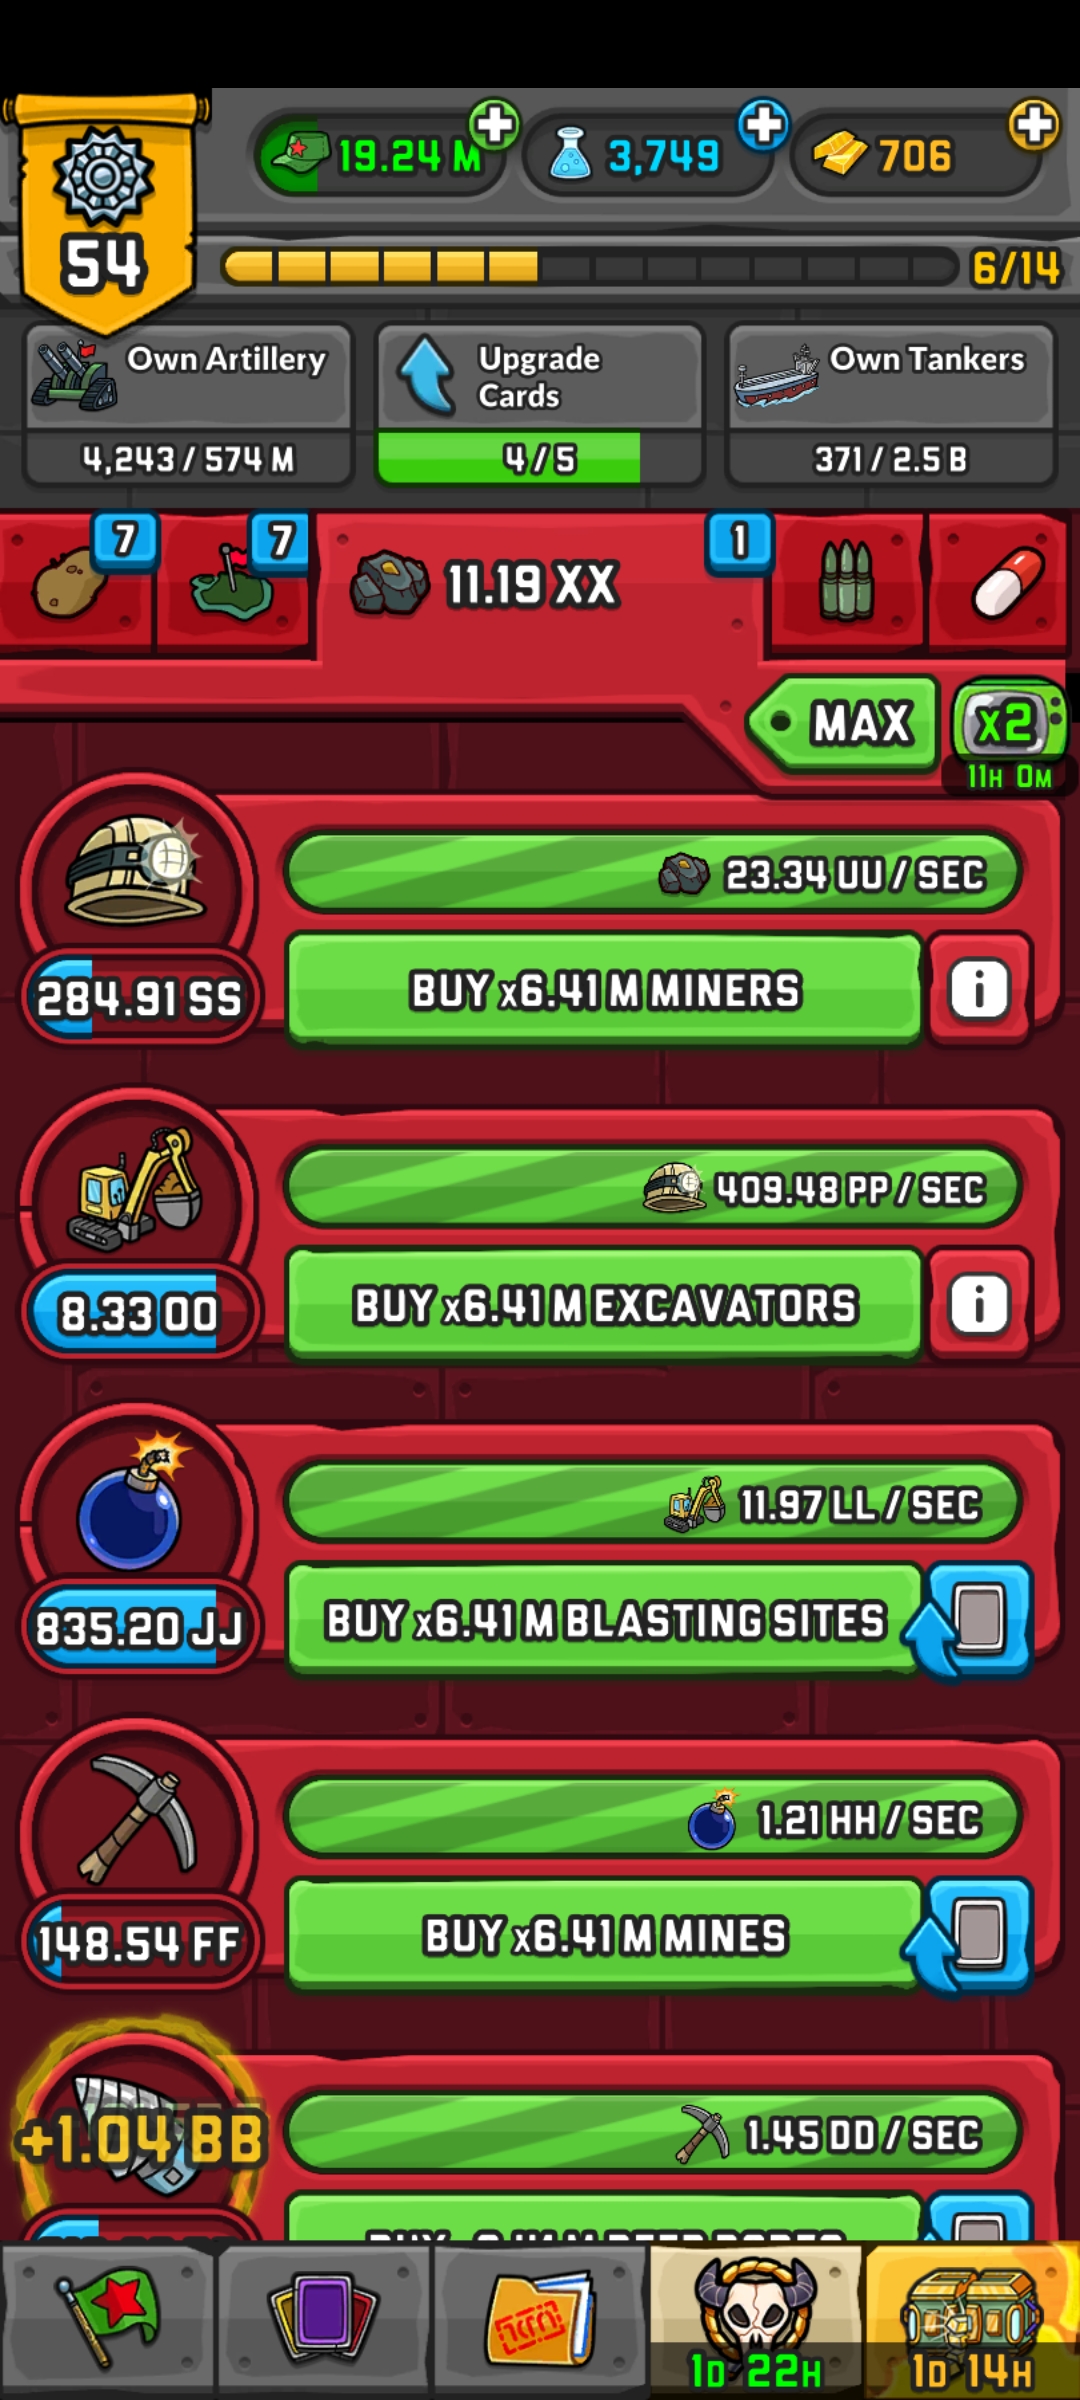 54
19.24 M
3,749
706
6/14
Own Artillery
4,243 / 574 M
Upgrade
Cards
4 / 5
Own Tankers
371 / 2.5 B
7
7
11.19 XX
1
MAX
x2
11H 0M
23.34 UU / SEC
284.91 SS
BUY x6.41 M MINERS
i
409.48 PP / SEC
8.33 OO
BUY x6.41 M EXCAVATORS
i
11.97 LL / SEC
835.20 JJ
BUY x6.41 M BLASTING SITES
1.21 HH / SEC
148.54 FF
BUY x6.41 M MINES
+1.04 BB
1.45 DD / SEC
1D 22H
1D 14H